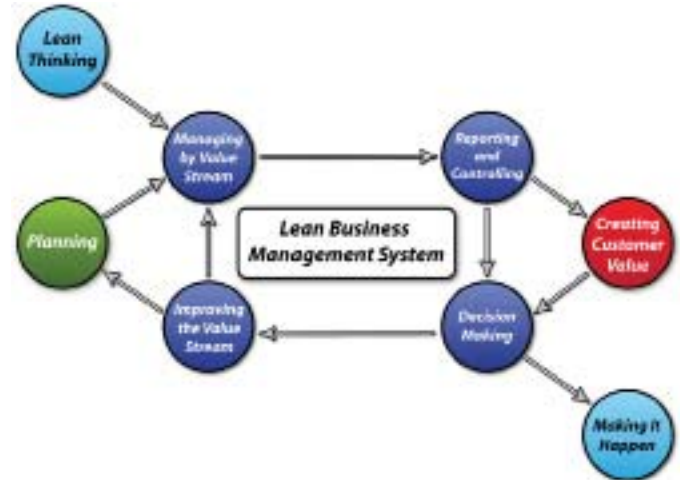 Lean
Thinking
Managing
by Value
Stream
Reporting
and
Controlling
Planning
Lean Business
Management System
Creating
Customer
Value
Improving
the Value
Stream
Decision
Making
Making It
Happen